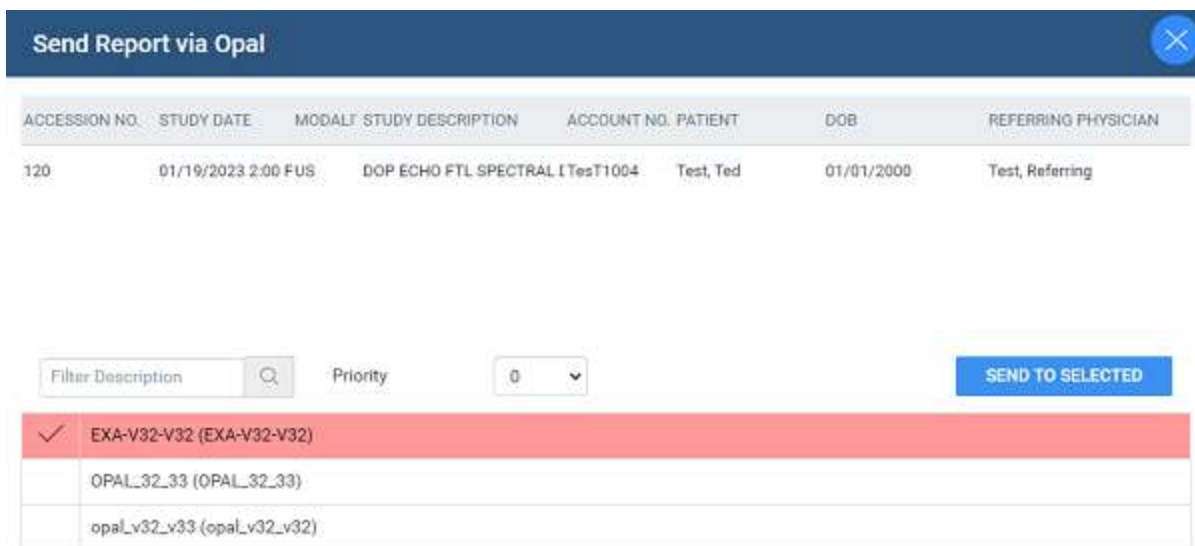 Send Report via Opal
ACCESSION NO. STUDY DATE MODALI STUDY DESCRIPTION ACCOUNT NO. PATIENT DOB REFERRING PHYSICIAN
120 01/19/2023 2:00 F US DOP ECHO FTL SPECTRAL TesT1004 Test, Ted 01/01/2000 Test, Referring
Filter Description Priority 0 SEND TO SELECTED
EXA-V32-V32 (EXA-V32-V32)
OPAL_32_33 (OPAL_32_33)
opal_v32_v33 (opal_v32_v32)